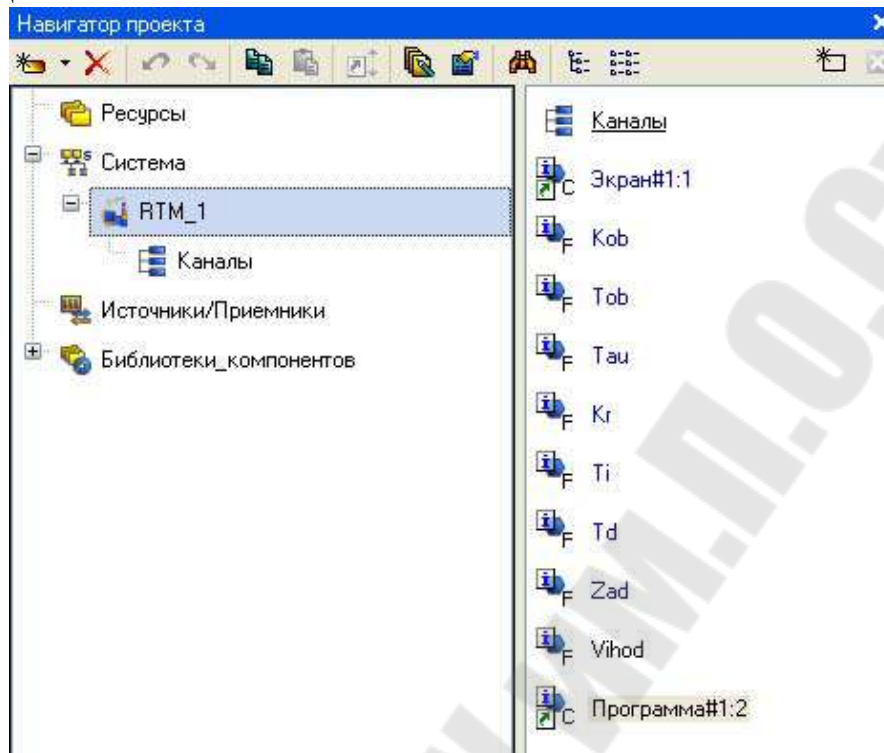 Навигатор проекта
Ресурсы
Система
RTM_1
Каналы
Источники/Приемники
Библиотеки_компонентов
Каналы
Экран#1:1
Kob
Tob
Tau
Kr
Ti
Td
Zad
Vihod
Программа#1:2